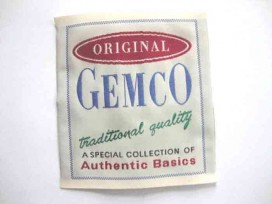 ORIGINAL
GEMCO
traditional quality
A SPECIAL COLLECTION OF
Authentic Basics